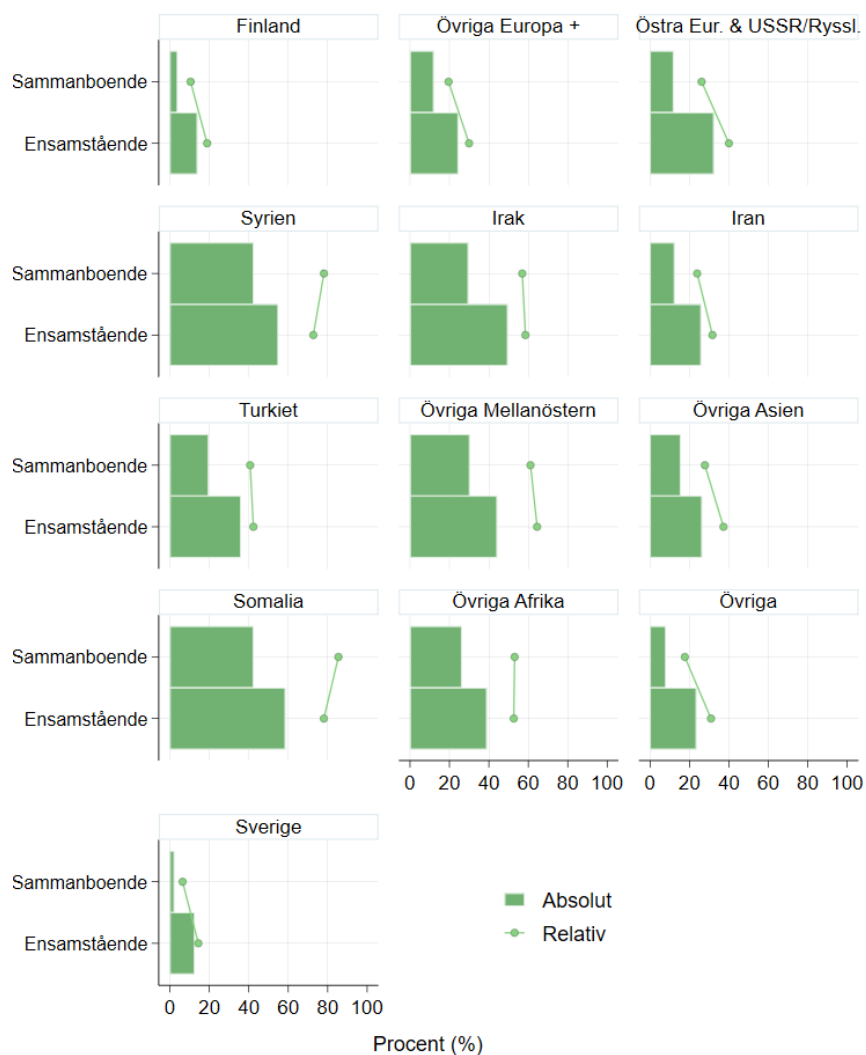 Finland
Övriga Europa +
Östra Eur. & USSR/Ryssl.
Sammanboende
Ensamstående
Syrien
Irak
Iran
Sammanboende
Ensamstående
Turkiet
Övriga Mellanöstern
Övriga Asien
Sammanboende
Ensamstående
Somalia
Övriga Afrika
Övriga
Sammanboende
Ensamstående
0 20 40 60 80 100
0 20 40 60 80 100
Sverige
Sammanboende
Ensamstående
Absolut
Relativ
0 20 40 60 80 100
Procent (%)